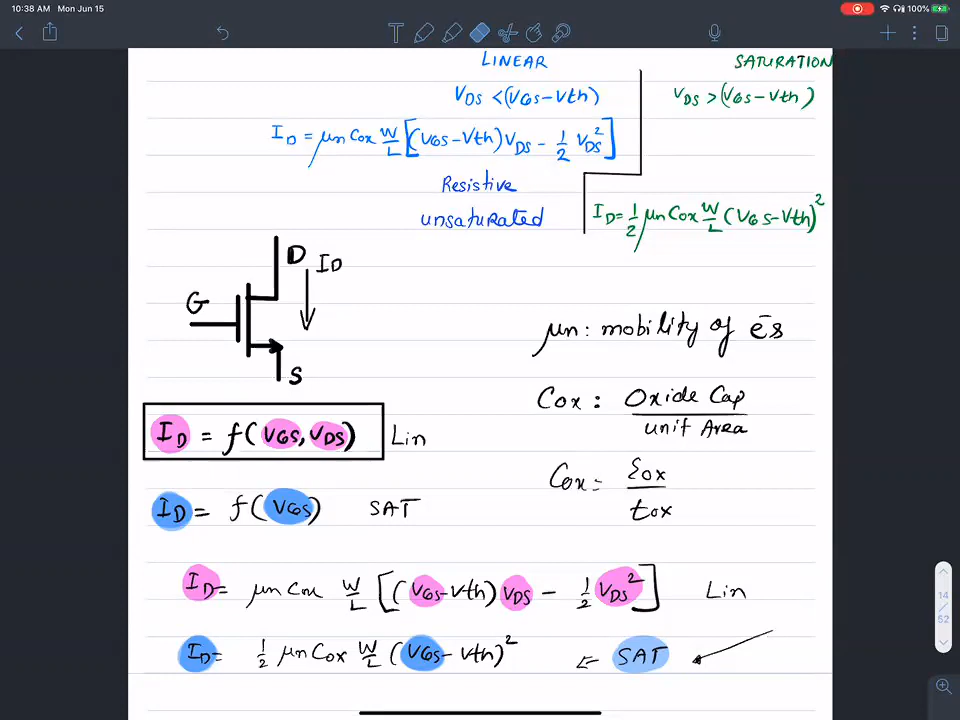 10:38 AM Mon Jun 15
100%
LINEAR
SATURATION
VDS < (VGS - Vth)
VDS > (VGS - Vth)
ID = μn Cox W/L [(VGS - Vth) VDS - 1/2 VDS²]
Resistive
unsaturated
ID = 1/2 μn Cox W/L (VGS - Vth)²
D
ID
G
S
μn : mobility of e̅s
Cox : Oxide Cap / unit Area
ID = f(VGS, VDS) Lin
Cox = Ɛox / tox
ID = f(VGS) SAT
ID = μn Cox W/L [(VGS - Vth) VDS - 1/2 VDS²] Lin
ID = 1/2 μn Cox W/L (VGS - Vth)² ⇐ SAT
14 / 52